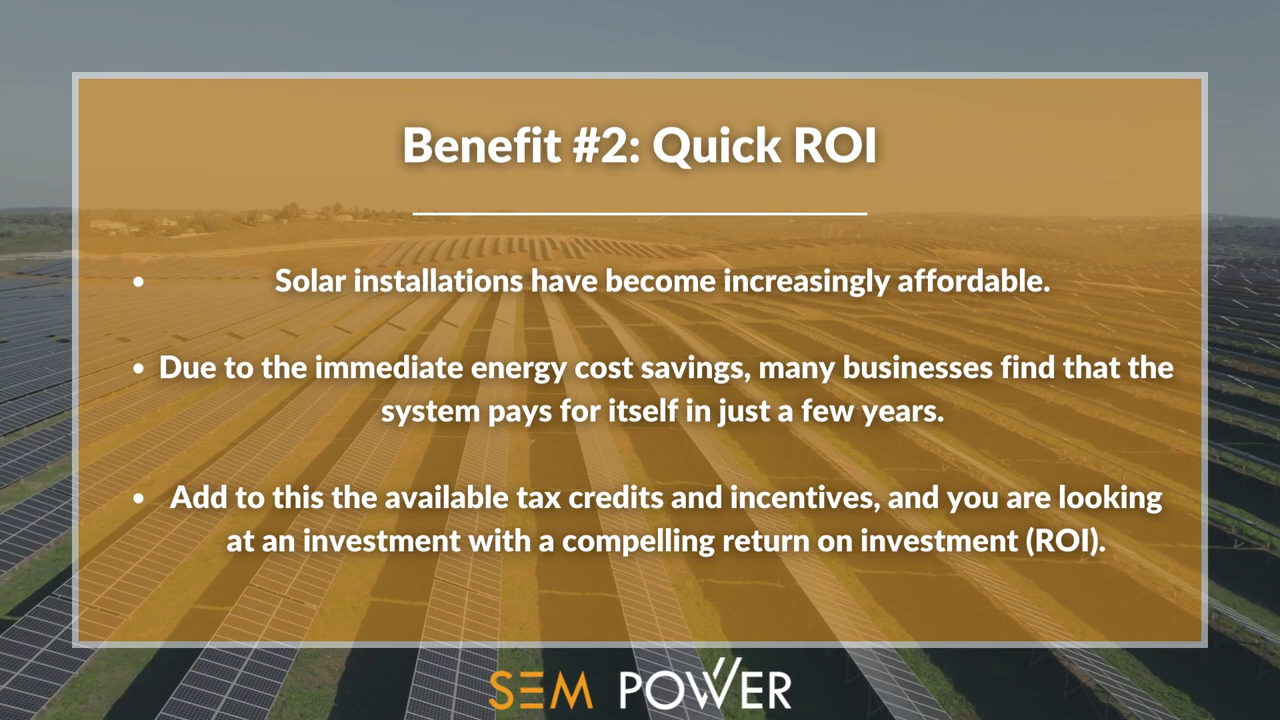 Benefit #2: Quick ROI
• Solar installations have become increasingly affordable.
• Due to the immediate energy cost savings, many businesses find that the
system pays for itself in just a few years.
• Add to this the available tax credits and incentives, and you are looking
at an investment with a compelling return on investment (ROI).
SEM POWER